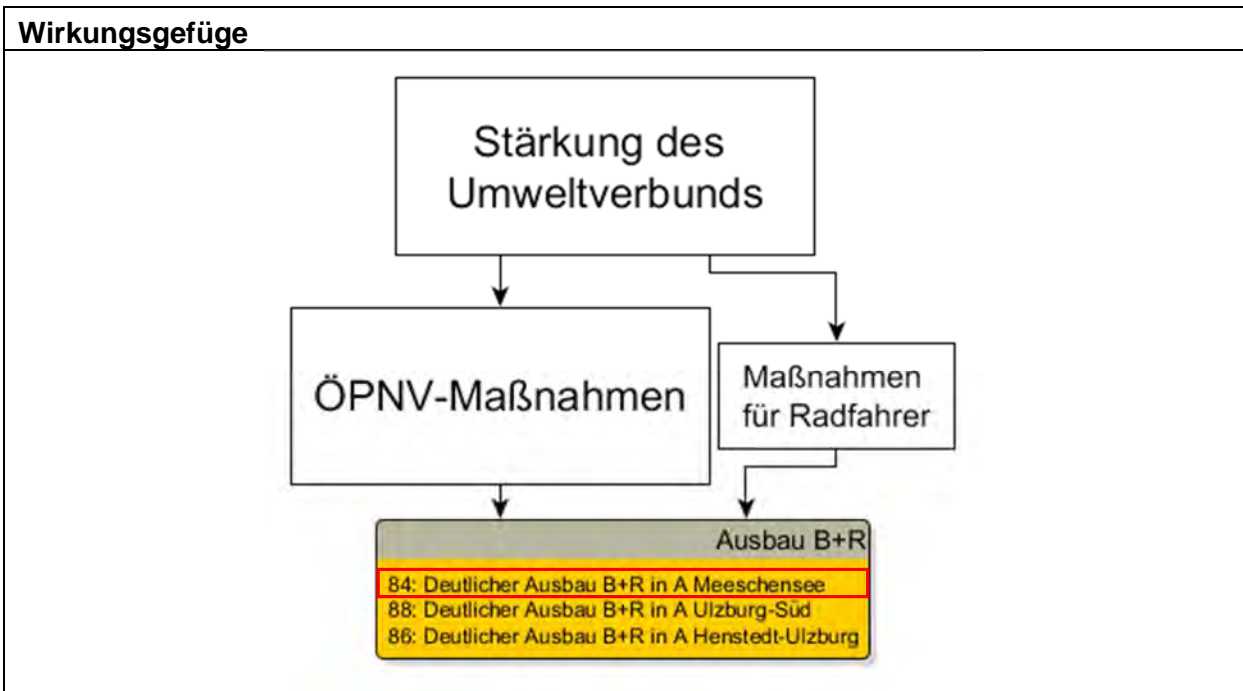 Wirkungsgefüge
Stärkung des
Umweltverbunds
ÖPNV-Maßnahmen
Maßnahmen
für Radfahrer
Ausbau B+R
84: Deutlicher Ausbau B+R in A Meeschensee
88: Deutlicher Ausbau B+R in A Ulzburg-Süd
86: Deutlicher Ausbau B+R in A Henstedt-Ulzburg